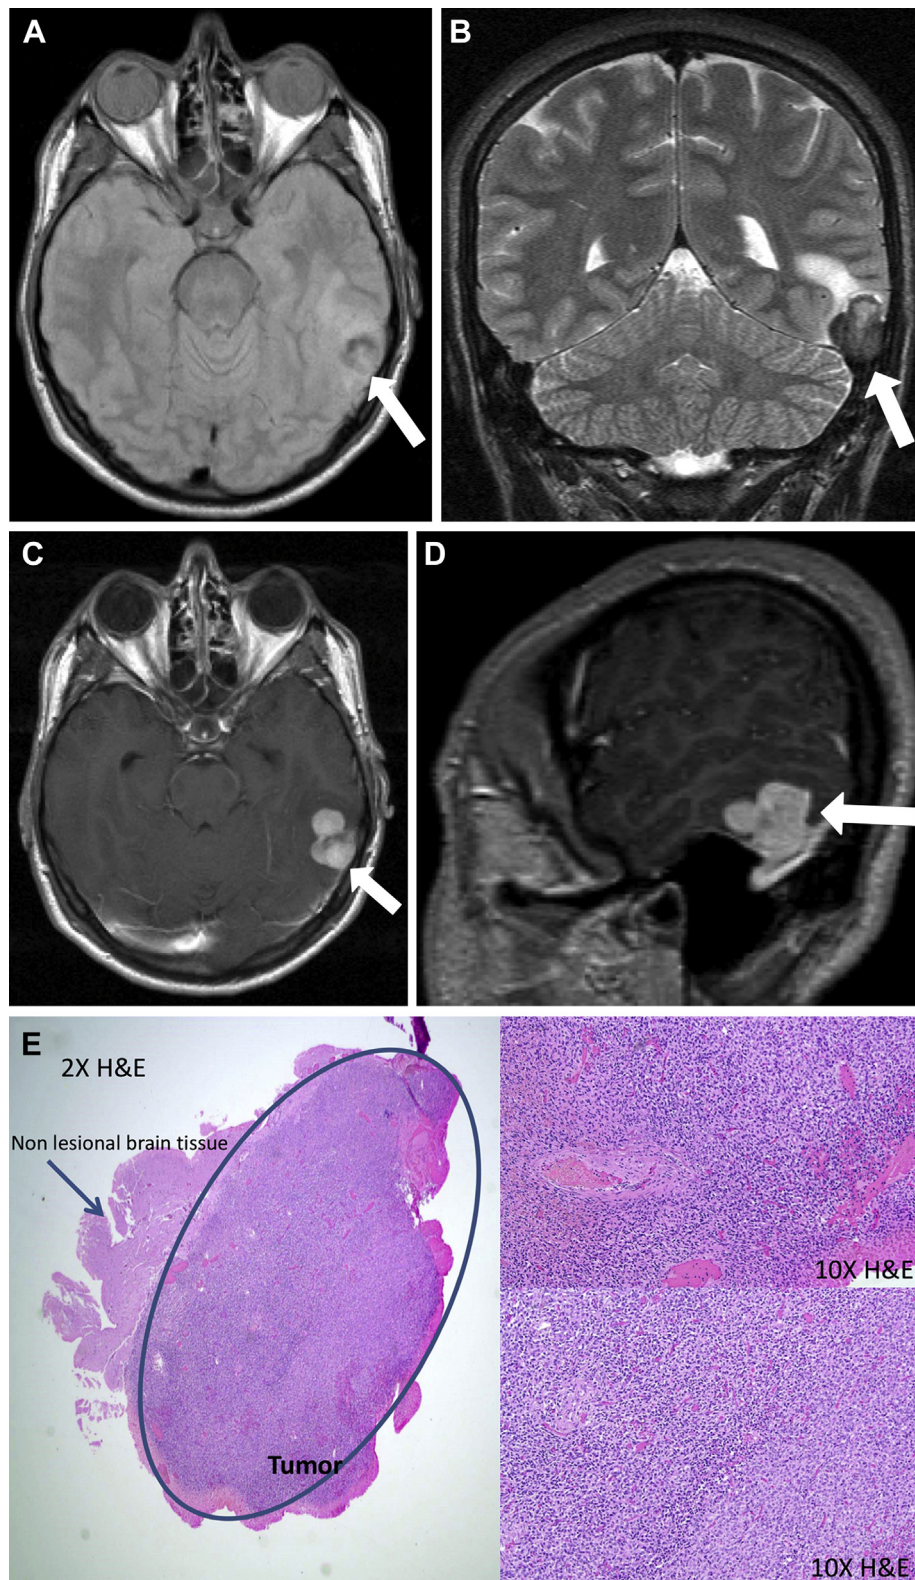 A
B
C
D
E
2X H&E
Non lesional brain tissue
Tumor
10X H&E
10X H&E